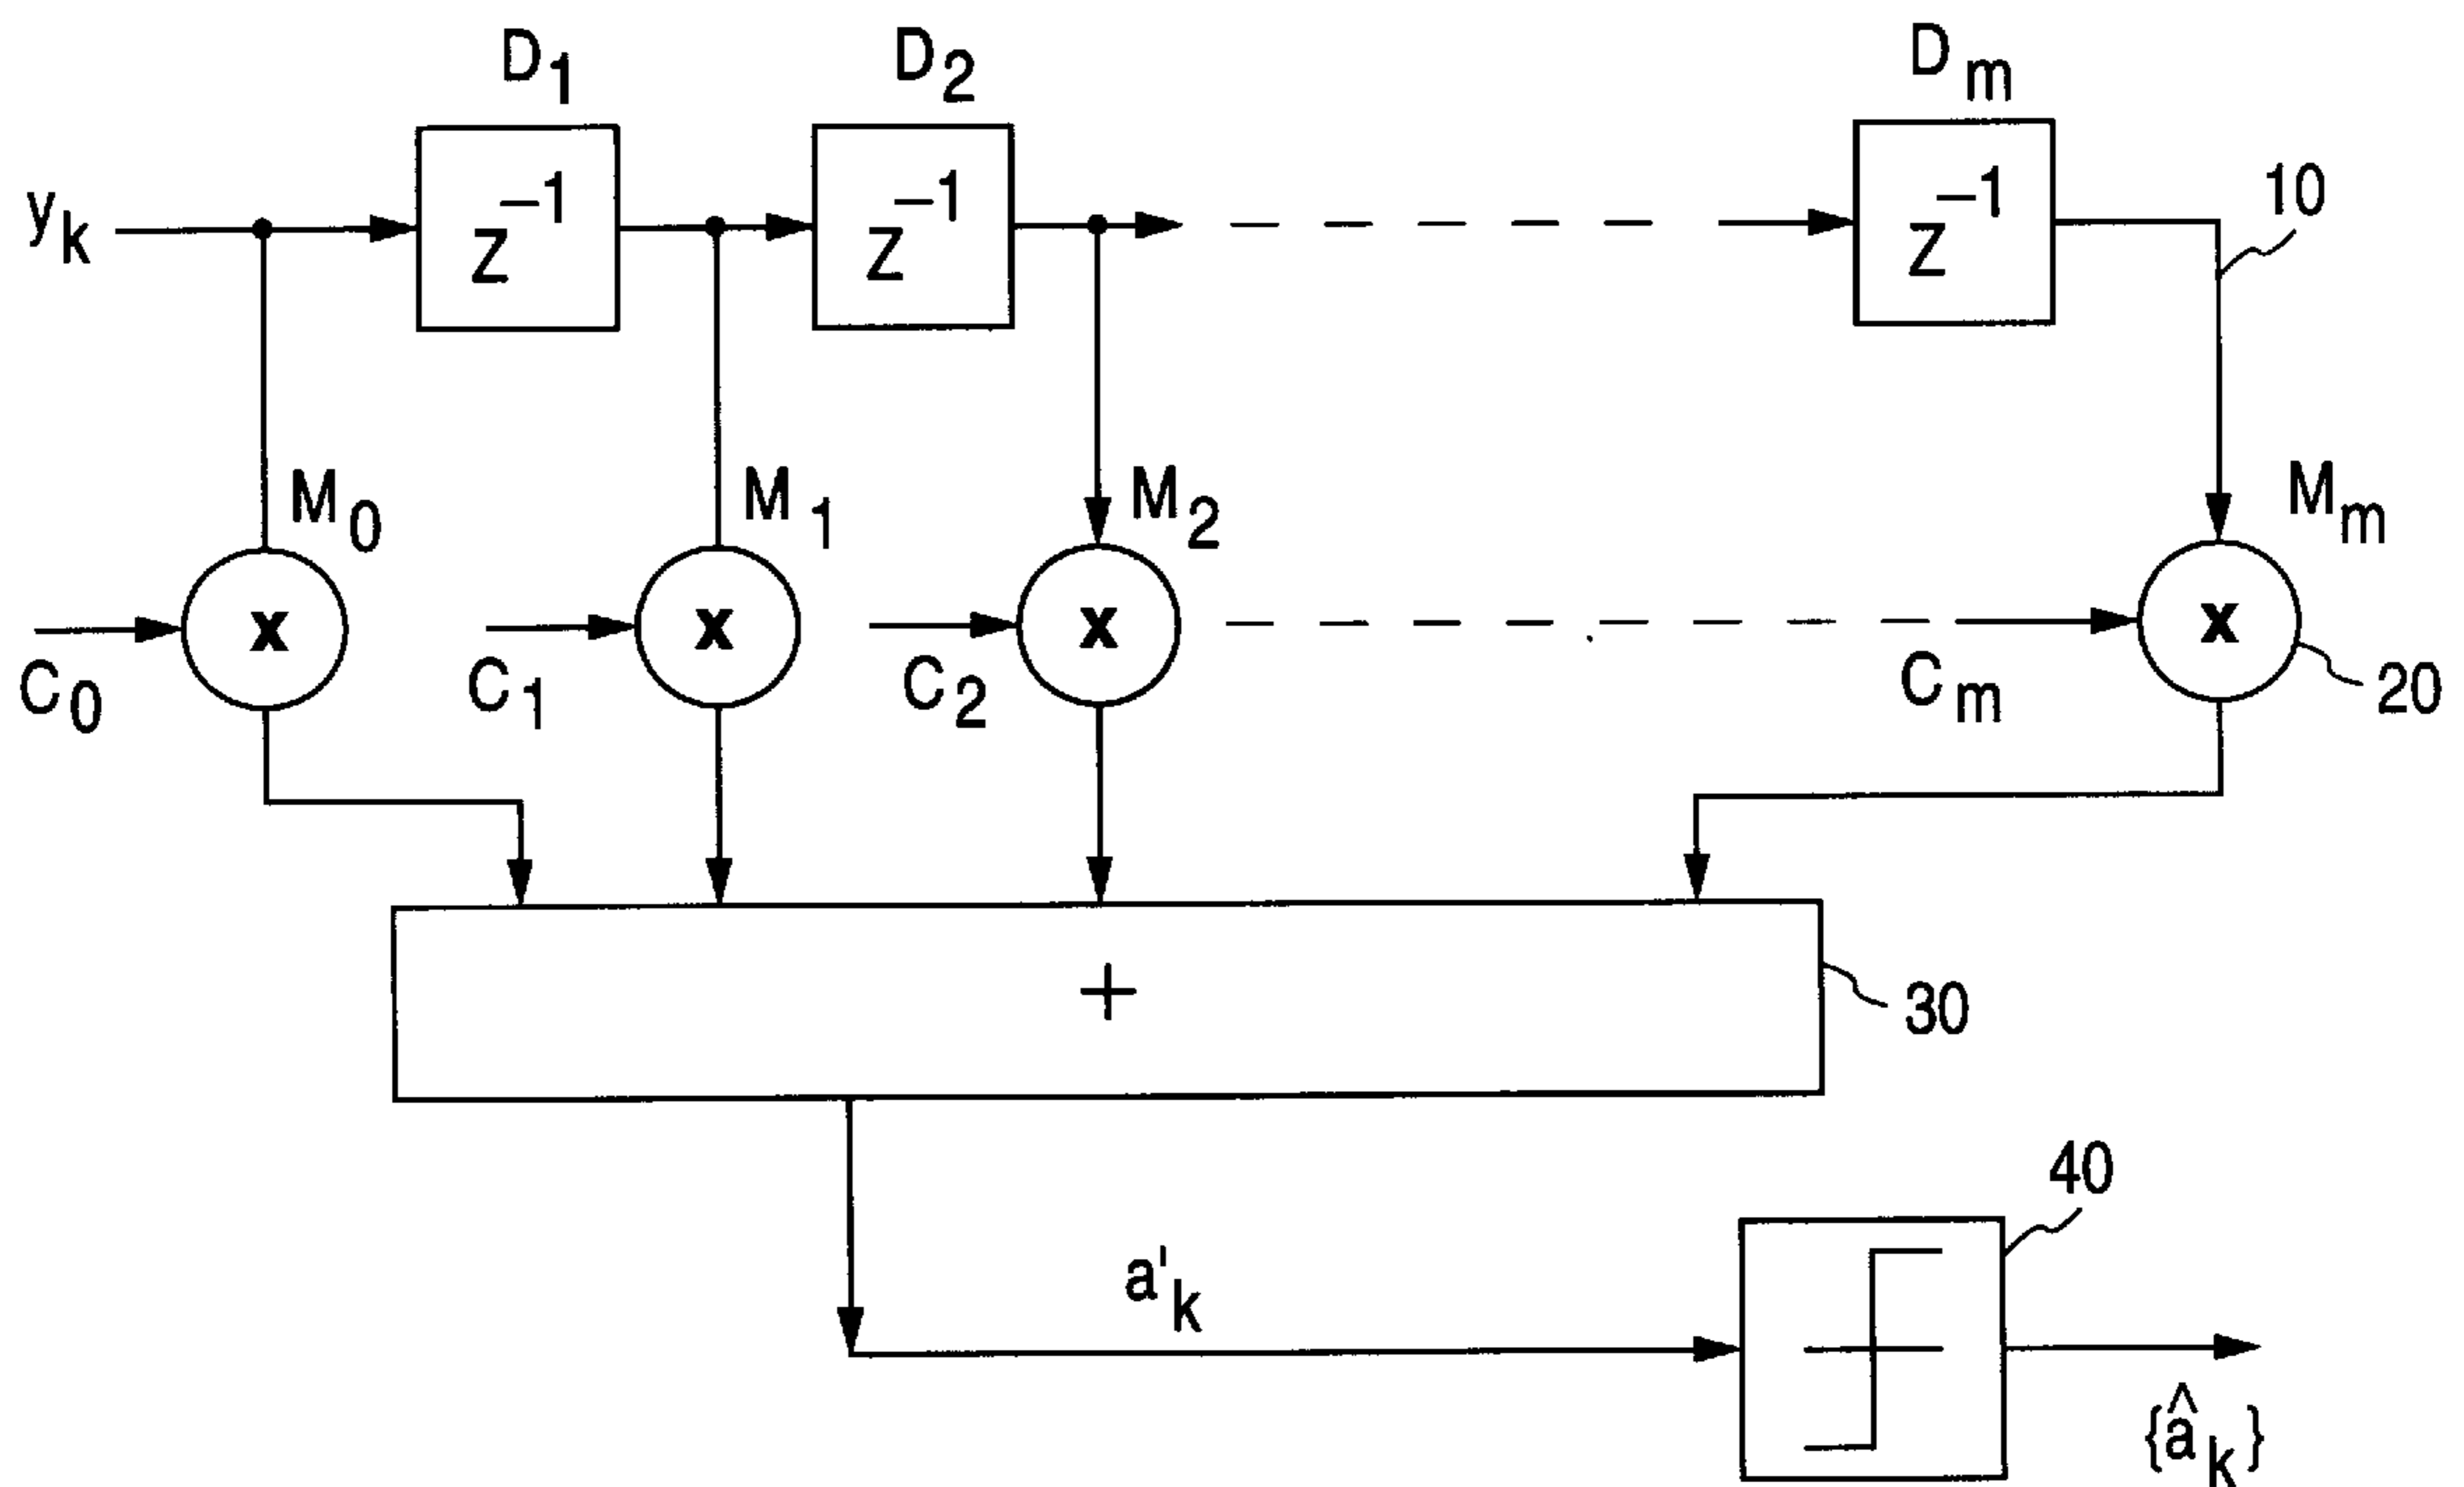 D1 D2 Dm
yk z−1 z−1 z−1 10
M0 M1 M2 Mm
x x x x
C0 C1 C2 Cm 20
+ 30
40
a'k
{âk}